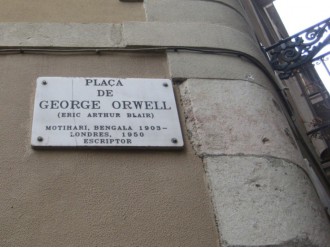 PLAÇA
DE
GEORGE ORWELL
(ERIC ARTHUR BLAIR)
MOTIHARI, BENGALA 1903-
LONDRES, 1950
ESCRIPTOR